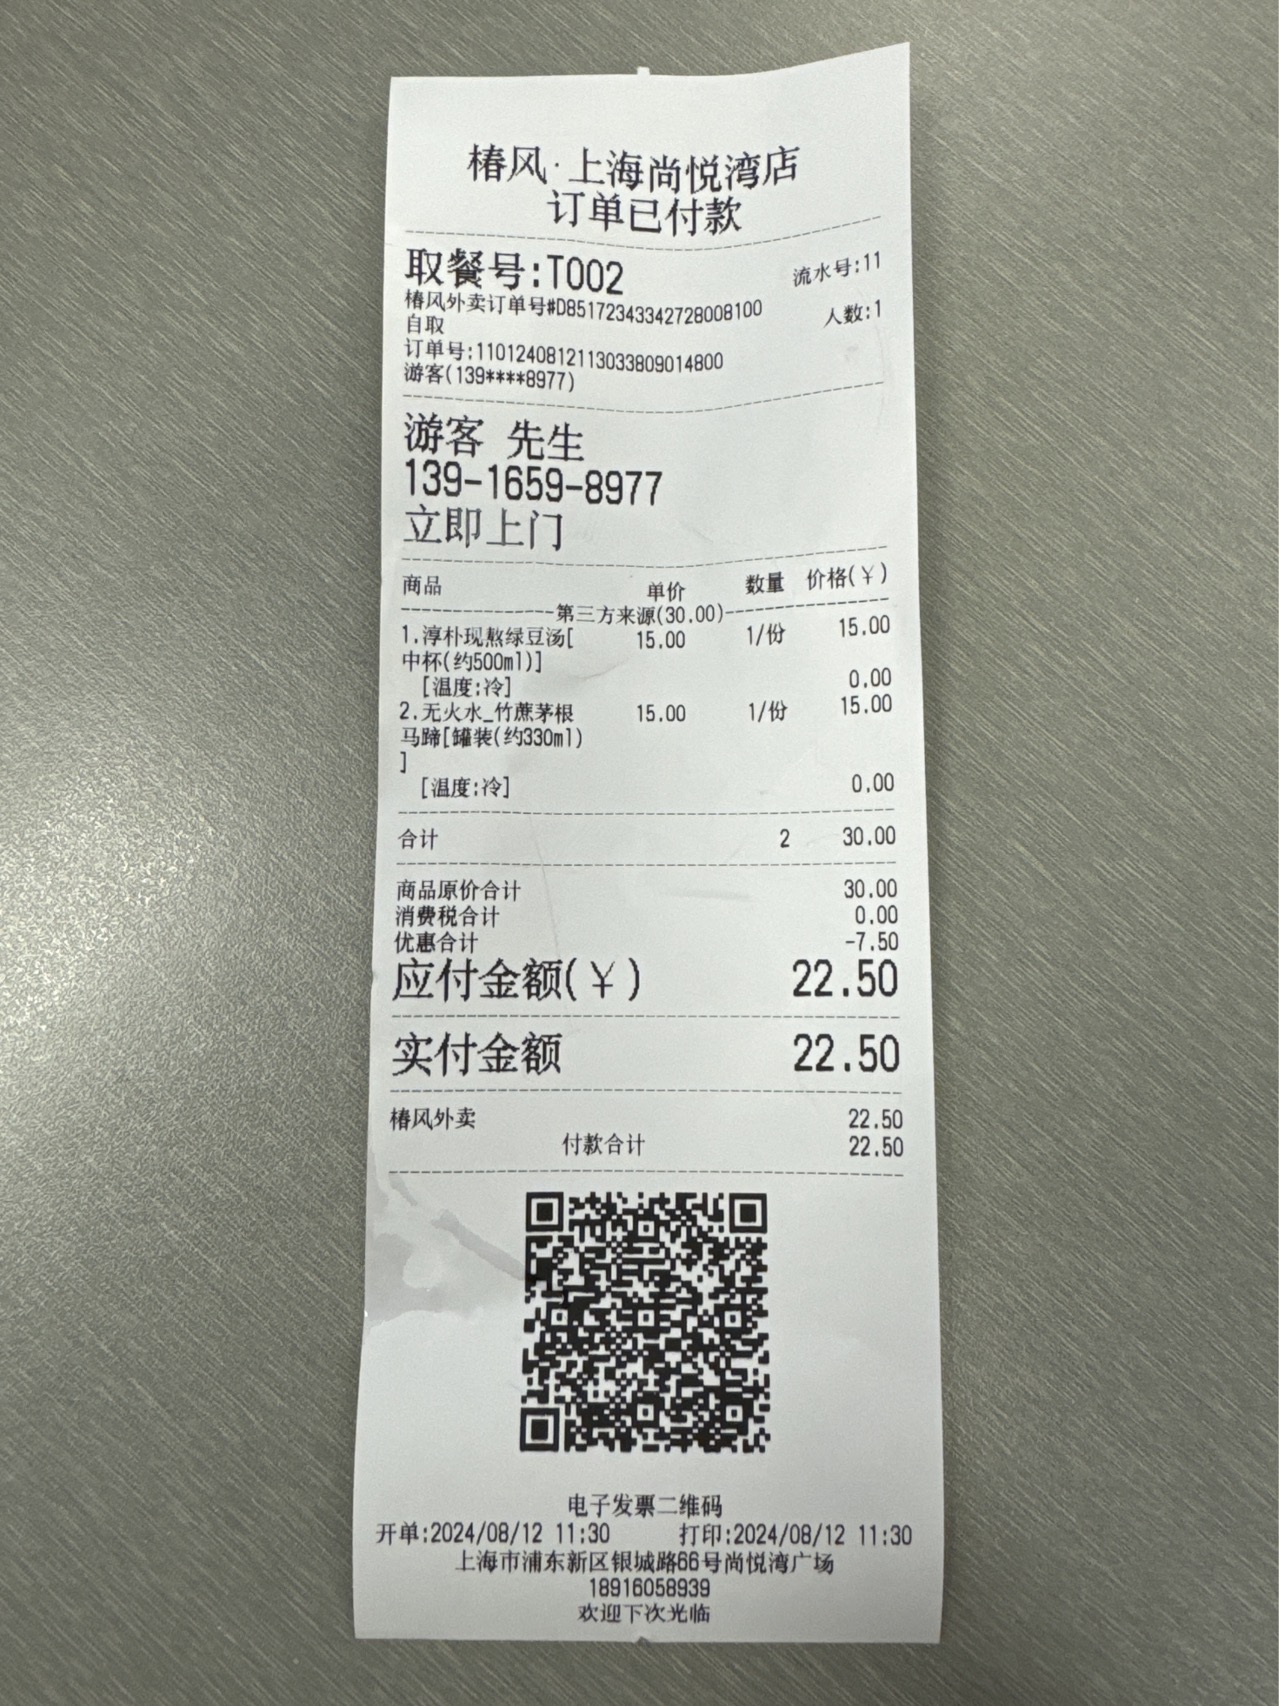 椿风·上海尚悦湾店
订单已付款
取餐号:T002 流水号:11
椿风外卖订单号#D85172343342728008100 人数:1
自取
订单号:11012408121130338090​14800
游客(139****8977)
游客 先生
139-1659-8977
立即上门
商品 单价 数量 价格(¥)
第三方来源(30.00)
1.淳朴现熬绿豆汤[ 15.00 1/份 15.00
中杯(约500ml)]
[温度:冷] 0.00
2.无火水_竹蔗茅根 15.00 1/份 15.00
马蹄[罐装(约330ml)
]
[温度:冷] 0.00
合计 2 30.00
商品原价合计 30.00
消费税合计 0.00
优惠合计 -7.50
应付金额(¥) 22.50
实付金额 22.50
椿风外卖 22.50
付款合计 22.50
电子发票二维码
开单:2024/08/12 11:30 打印:2024/08/12 11:30
上海市浦东新区银城路66号尚悦湾广场
18916058939
欢迎下次光临